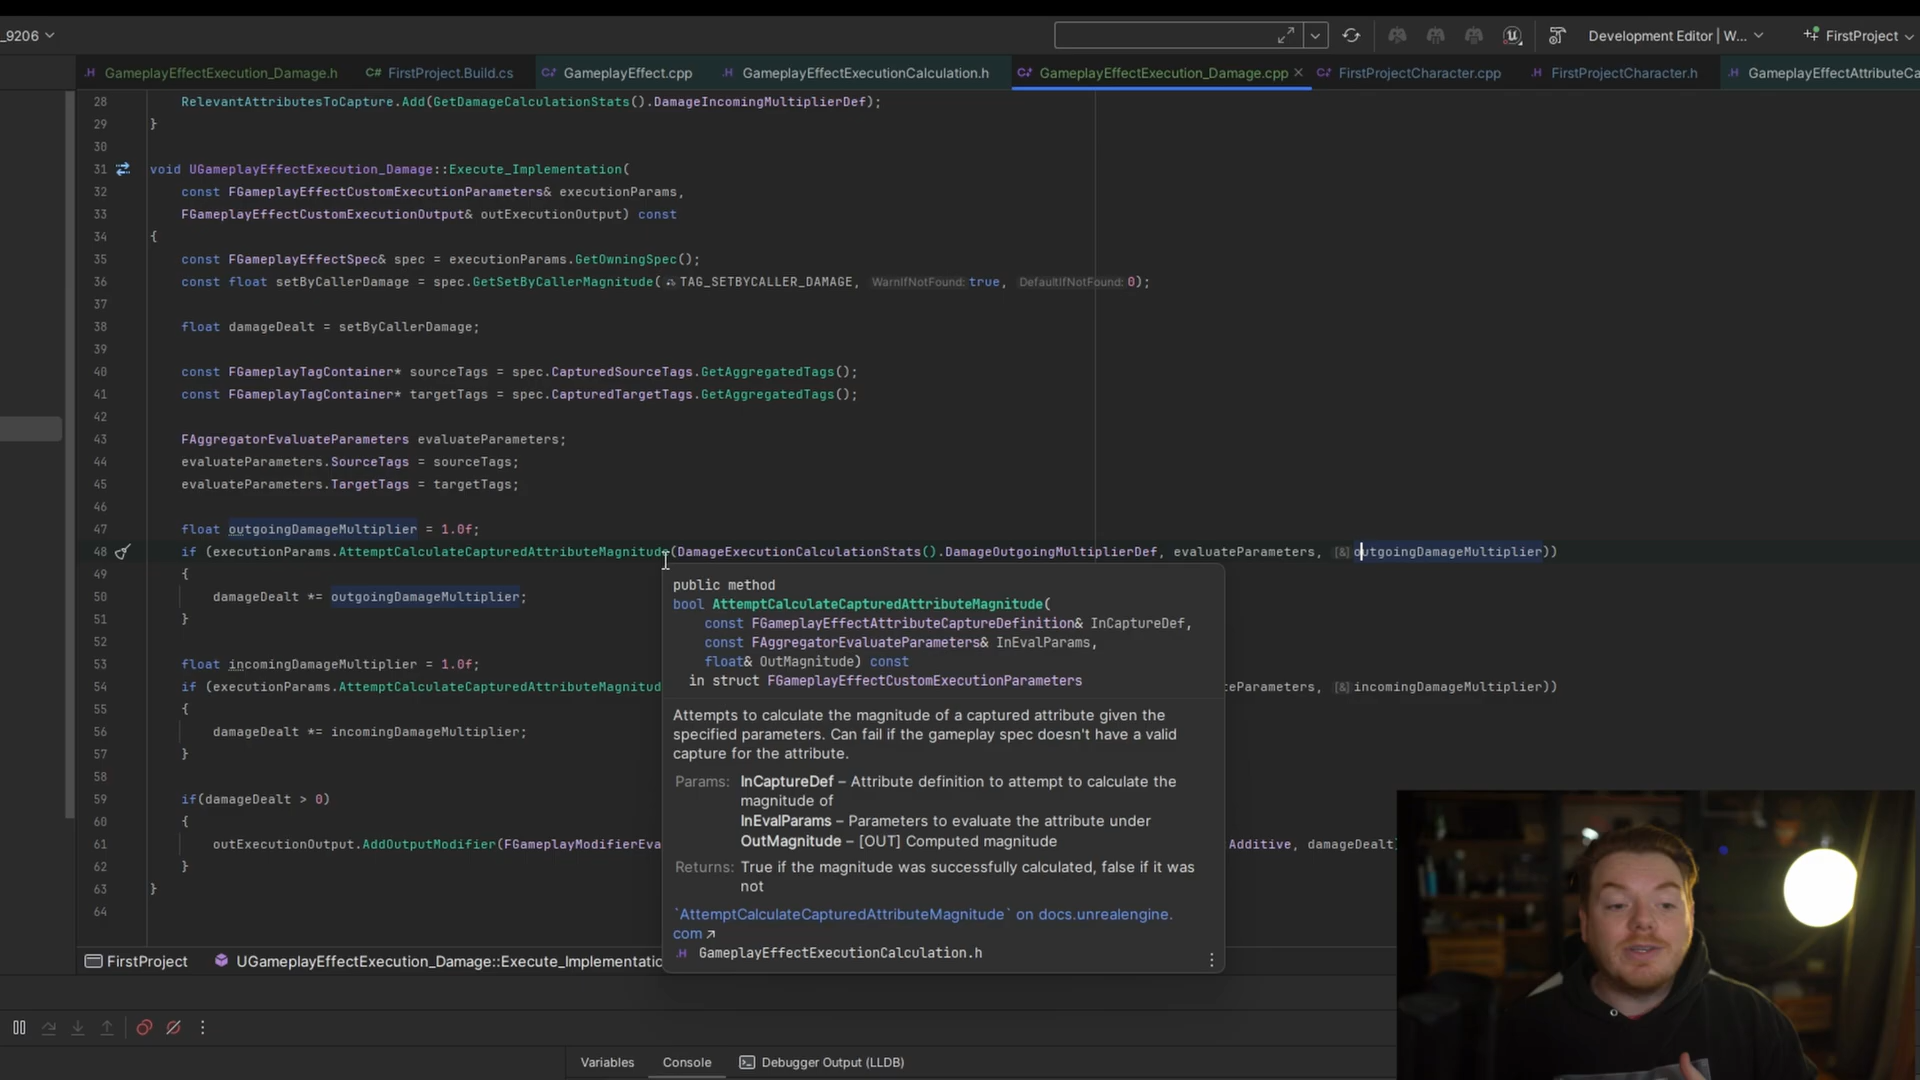 _9206
Development Editor | W...
FirstProject
GameplayEffectExecution_Damage.h
C# FirstProject.Build.cs
GameplayEffect.cpp
GameplayEffectExecutionCalculation.h
GameplayEffectExecution_Damage.cpp
FirstProjectCharacter.cpp
FirstProjectCharacter.h
GameplayEffectAttributeCa
28 RelevantAttributesToCapture.Add(GetDamageCalculationStats().DamageIncomingMultiplierDef);
29 }
30
31 void UGameplayEffectExecution_Damage::Execute_Implementation(
32 const FGameplayEffectCustomExecutionParameters& executionParams,
33 FGameplayEffectCustomExecutionOutput& outExecutionOutput) const
34 {
35 const FGameplayEffectSpec& spec = executionParams.GetOwningSpec();
36 const float setByCallerDamage = spec.GetSetByCallerMagnitude( TAG_SETBYCALLER_DAMAGE, WarnIfNotFound: true, DefaultIfNotFound: 0);
37
38 float damageDealt = setByCallerDamage;
39
40 const FGameplayTagContainer* sourceTags = spec.CapturedSourceTags.GetAggregatedTags();
41 const FGameplayTagContainer* targetTags = spec.CapturedTargetTags.GetAggregatedTags();
42
43 FAggregatorEvaluateParameters evaluateParameters;
44 evaluateParameters.SourceTags = sourceTags;
45 evaluateParameters.TargetTags = targetTags;
46
47 float outgoingDamageMultiplier = 1.0f;
48 if (executionParams.AttemptCalculateCapturedAttributeMagnitude(DamageExecutionCalculationStats().DamageOutgoingMultiplierDef, evaluateParameters, [&] outgoingDamageMultiplier))
49 {
50 damageDealt *= outgoingDamageMultiplier;
51 }
52
53 float incomingDamageMultiplier = 1.0f;
54 if (executionParams.AttemptCalculateCapturedAttributeMagnitud eParameters, [&] incomingDamageMultiplier))
55 {
56 damageDealt *= incomingDamageMultiplier;
57 }
58
59 if(damageDealt > 0)
60 {
61 outExecutionOutput.AddOutputModifier(FGameplayModifierEva Additive, damageDealt)
62 }
63 }
64
public method
bool AttemptCalculateCapturedAttributeMagnitude(
const FGameplayEffectAttributeCaptureDefinition& InCaptureDef,
const FAggregatorEvaluateParameters& InEvalParams,
float& OutMagnitude) const
in struct FGameplayEffectCustomExecutionParameters
Attempts to calculate the magnitude of a captured attribute given the
specified parameters. Can fail if the gameplay spec doesn't have a valid
capture for the attribute.
Params: InCaptureDef – Attribute definition to attempt to calculate the
magnitude of
InEvalParams – Parameters to evaluate the attribute under
OutMagnitude – [OUT] Computed magnitude
Returns: True if the magnitude was successfully calculated, false if it was
not
`AttemptCalculateCapturedAttributeMagnitude` on docs.unrealengine.
com ↗
GameplayEffectExecutionCalculation.h
FirstProject
UGameplayEffectExecution_Damage::Execute_Implementatio
Variables
Console
Debugger Output (LLDB)